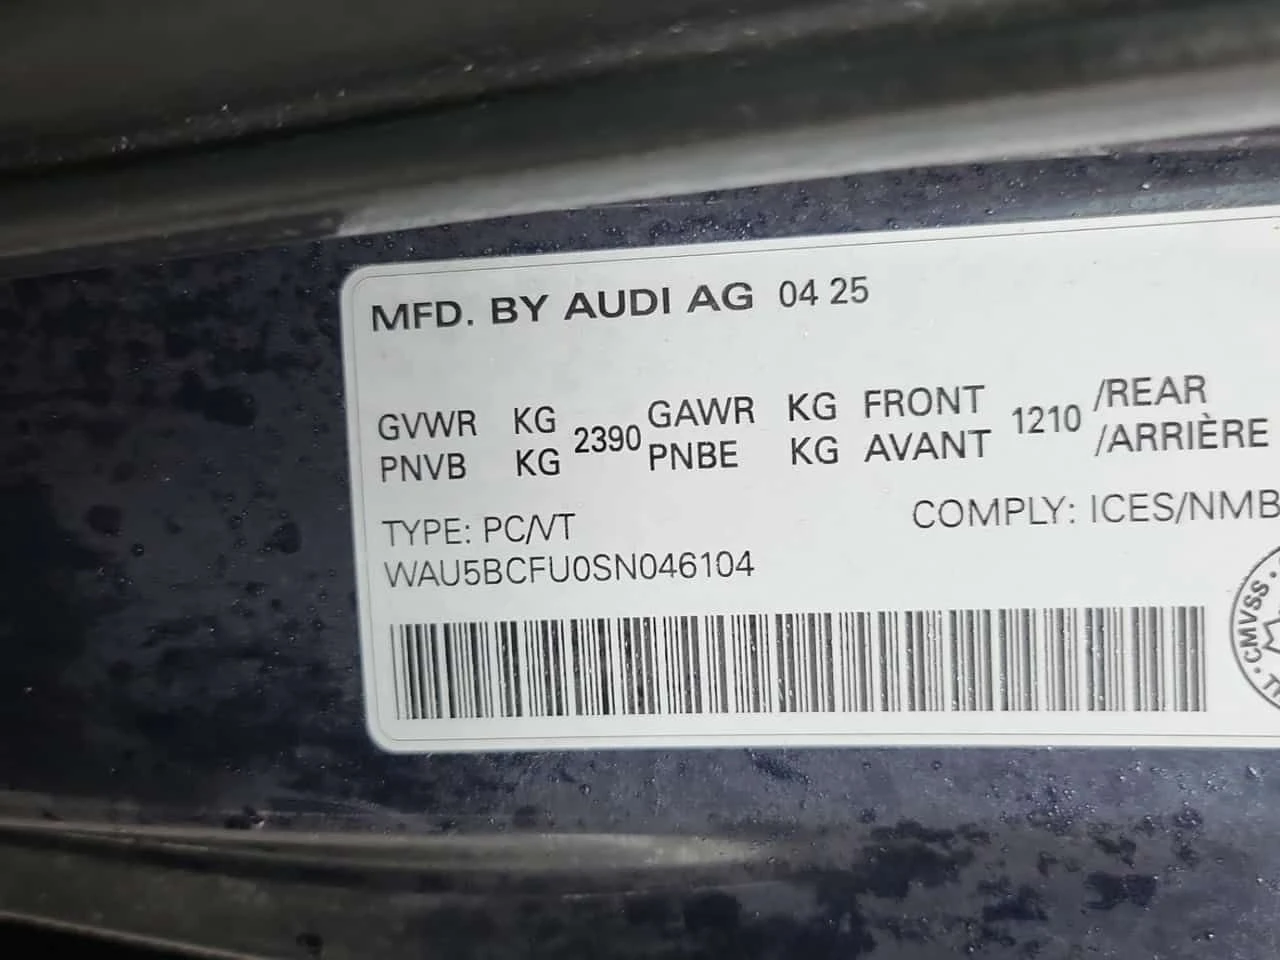 MFD. BY AUDI AG 04 25
GVWR KG 2390 GAWR KG FRONT 1210 /REAR
PNVB KG PNBE KG AVANT /ARRIÈRE
TYPE: PC/VT COMPLY: ICES/NMB
WAU5BCFU0SN046104
· CMVSS ·